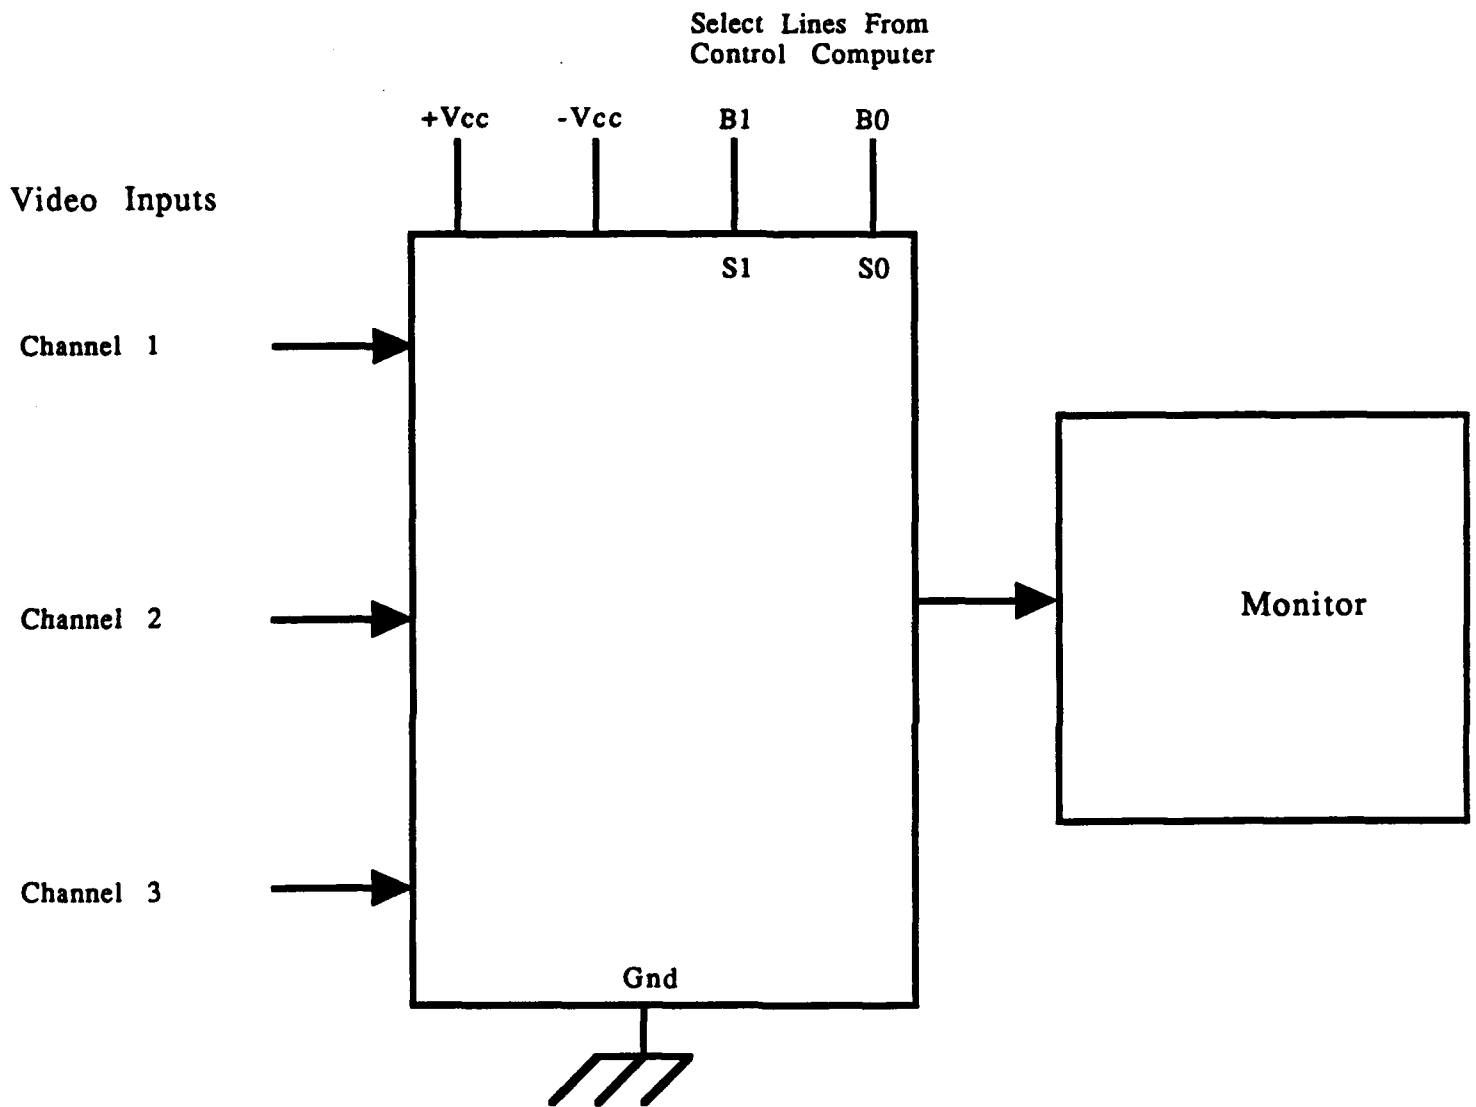 Select Lines From
Control Computer
+Vcc -Vcc B1 B0
Video Inputs
S1 S0
Channel 1
Monitor
Channel 2
Channel 3
Gnd